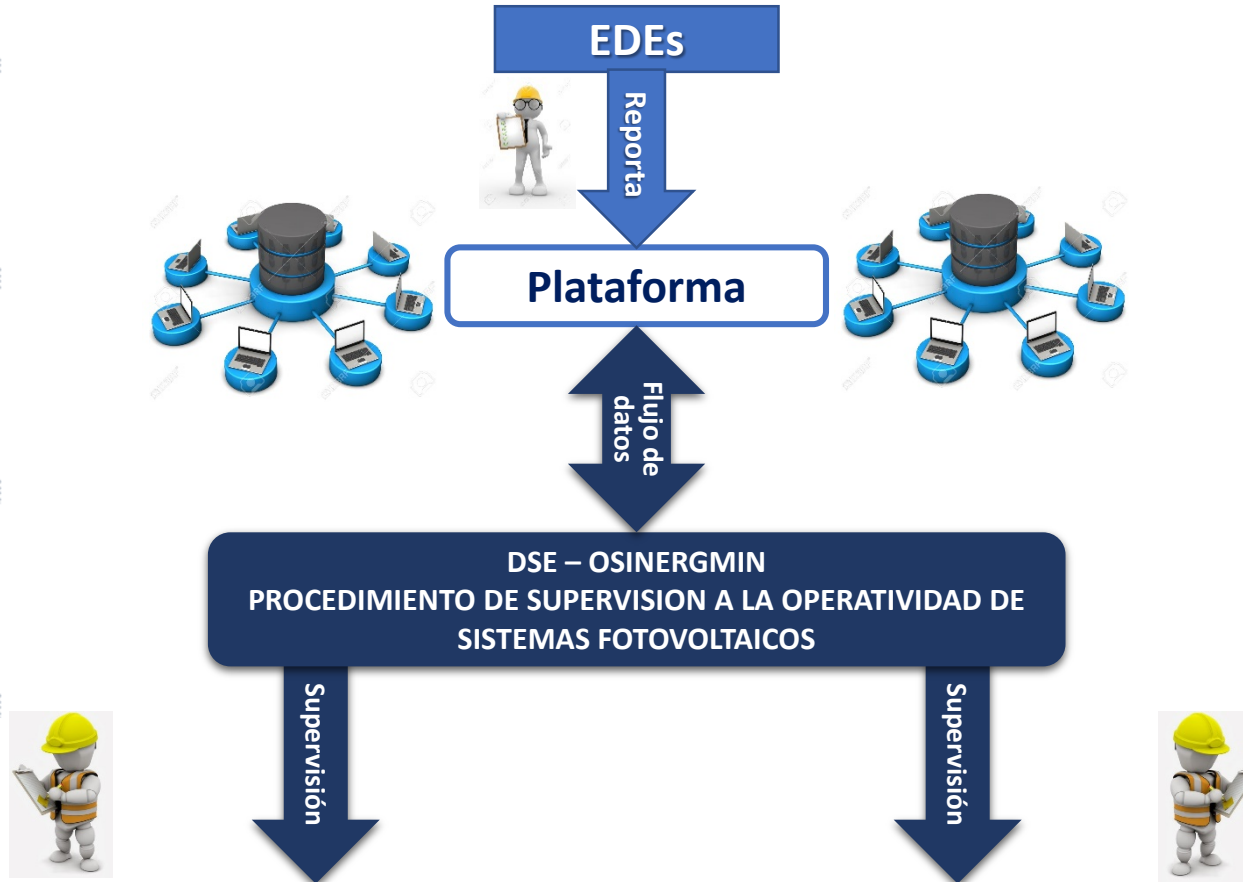 EDEs
Reporta
Plataforma
Flujo de
datos
DSE – OSINERGMIN
PROCEDIMIENTO DE SUPERVISION A LA OPERATIVIDAD DE
SISTEMAS FOTOVOLTAICOS
Supervisión
Supervisión